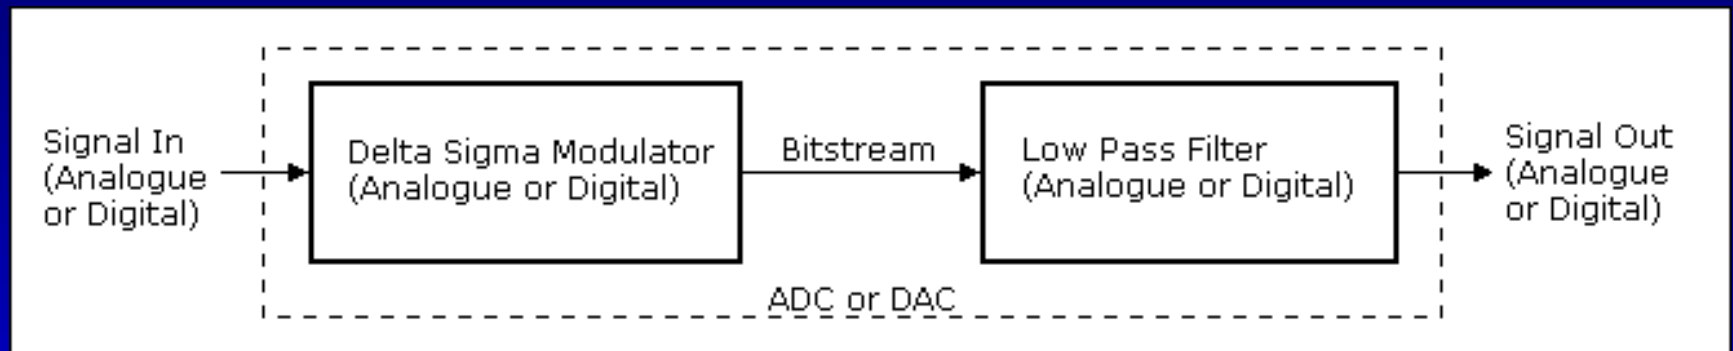 Signal In
(Analogue
or Digital)
Delta Sigma Modulator
(Analogue or Digital)
Bitstream
Low Pass Filter
(Analogue or Digital)
Signal Out
(Analogue
or Digital)
ADC or DAC